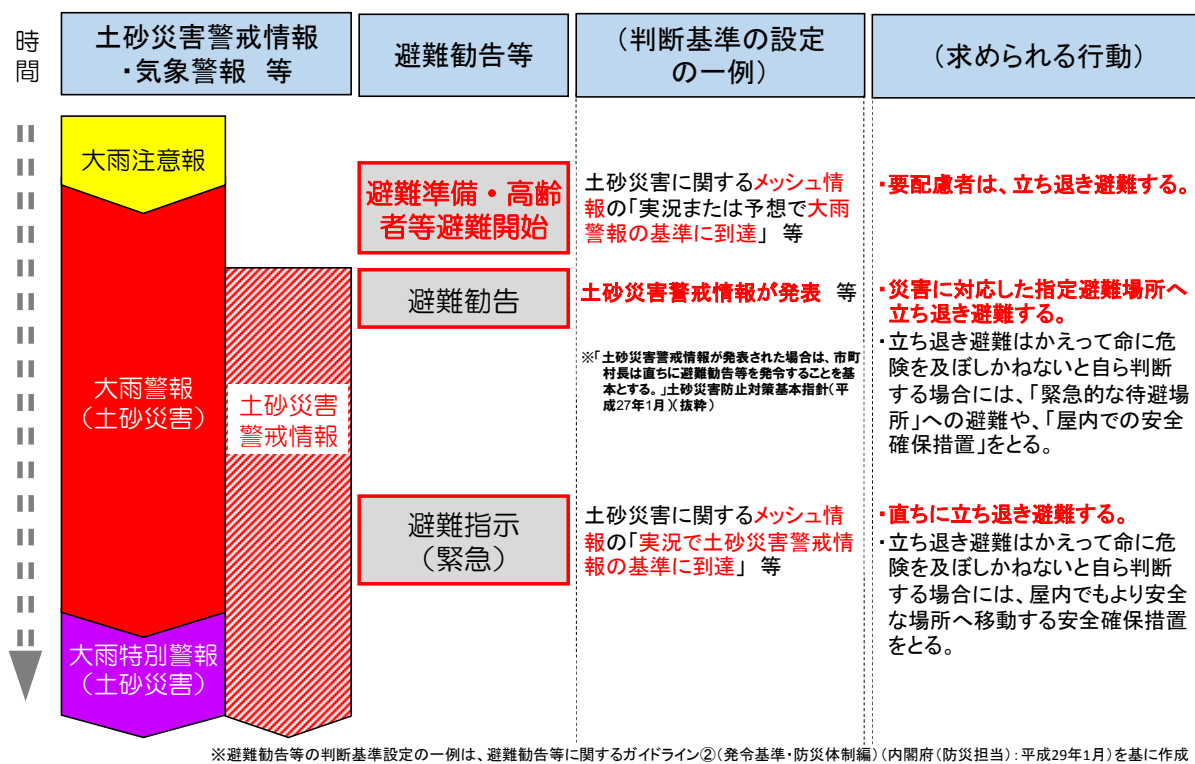 時
間
土砂災害警戒情報
・気象警報 等
避難勧告等
（判断基準の設定
の一例）
（求められる行動）
大雨注意報
大雨警報
（土砂災害）
大雨特別警報
（土砂災害）
土砂災害
警戒情報
避難準備・高齢
者等避難開始
土砂災害に関するメッシュ情
報の「実況または予想で大雨
警報の基準に到達」 等
・要配慮者は、立ち退き避難する。
避難勧告
土砂災害警戒情報が発表 等
※「土砂災害警戒情報が発表された場合は、市町
村長は直ちに避難勧告等を発令することを基
本とする。」土砂災害防止対策基本指針（平
成27年1月）（抜粋）
・災害に対応した指定避難場所へ
立ち退き避難する。
・立ち退き避難はかえって命に危
険を及ぼしかねないと自ら判断
する場合には、「緊急的な待避場
所」への避難や、「屋内での安全
確保措置」をとる。
避難指示
（緊急）
土砂災害に関するメッシュ情
報の「実況で土砂災害警戒情
報の基準に到達」 等
・直ちに立ち退き避難する。
・立ち退き避難はかえって命に危
険を及ぼしかねないと自ら判断
する場合には、屋内でもより安全
な場所へ移動する安全確保措置
をとる。
※避難勧告等の判断基準設定の一例は、避難勧告等に関するガイドライン②（発令基準・防災体制編）（内閣府（防災担当）：平成29年1月）を基に作成